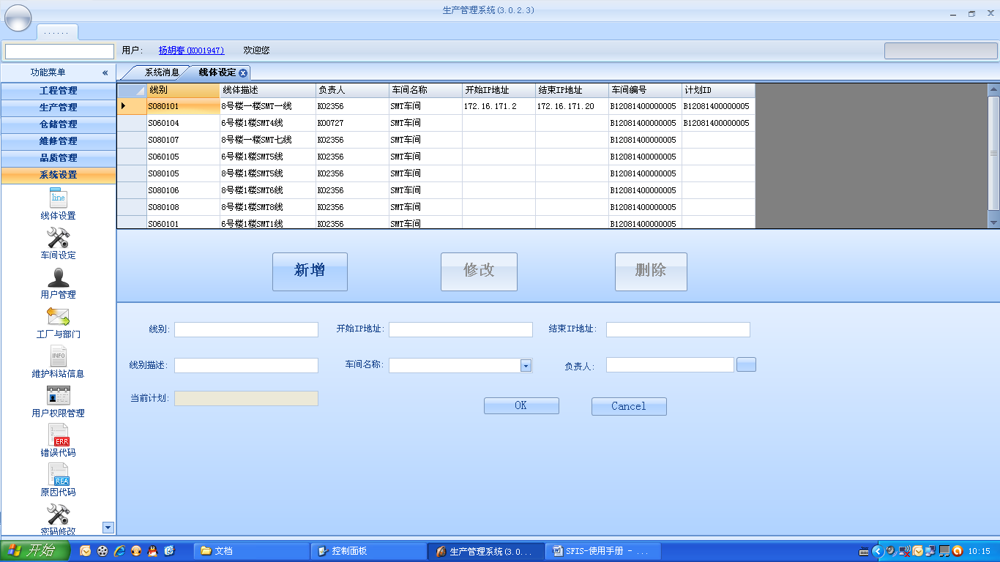 生产管理系统(3.0.2.3)
......
用户: 杨胡春(K001947) 欢迎您
功能菜单 «
系统消息 线体设定
工程管理
生产管理
仓储管理
维修管理
品质管理
系统设置
line
线体设置
车间设定
用户管理
工厂与部门
INFO
维护料站信息
用户权限管理
ERR
错误代码
REA
原因代码
密码修改
线别 线体描述 负责人 车间名称 开始IP地址 结束IP地址 车间编号 计划ID
S080101 8号楼一楼SMT一线 K02356 SMT车间 172.16.171.2 172.16.171.20 B12081400000005 B12081400000005
S060104 6号楼1楼SMT4线 K00727 SMT车间 B12081400000005 B12081400000005
S080107 8号楼一楼SMT七线 K02356 SMT车间 B12081400000005
S060105 6号楼1楼SMT5线 K02356 SMT车间 B12081400000005
S080105 8号楼1楼SMT5线 K02356 SMT车间 B12081400000005
S080106 8号楼1楼SMT6线 K02356 SMT车间 B12081400000005
S080108 8号楼1楼SMT8线 K02356 SMT车间 B12081400000005
S060101 6号楼1楼SMT1线 K02356 SMT车间 B12081400000005
新增 修改 删除
线别: 开始IP地址: 结束IP地址:
线别描述: 车间名称: 负责人:
当前计划: OK Cancel
开始 文档 控制面板 生产管理系统(3.0... SFIS-使用手册 - ... 10:15